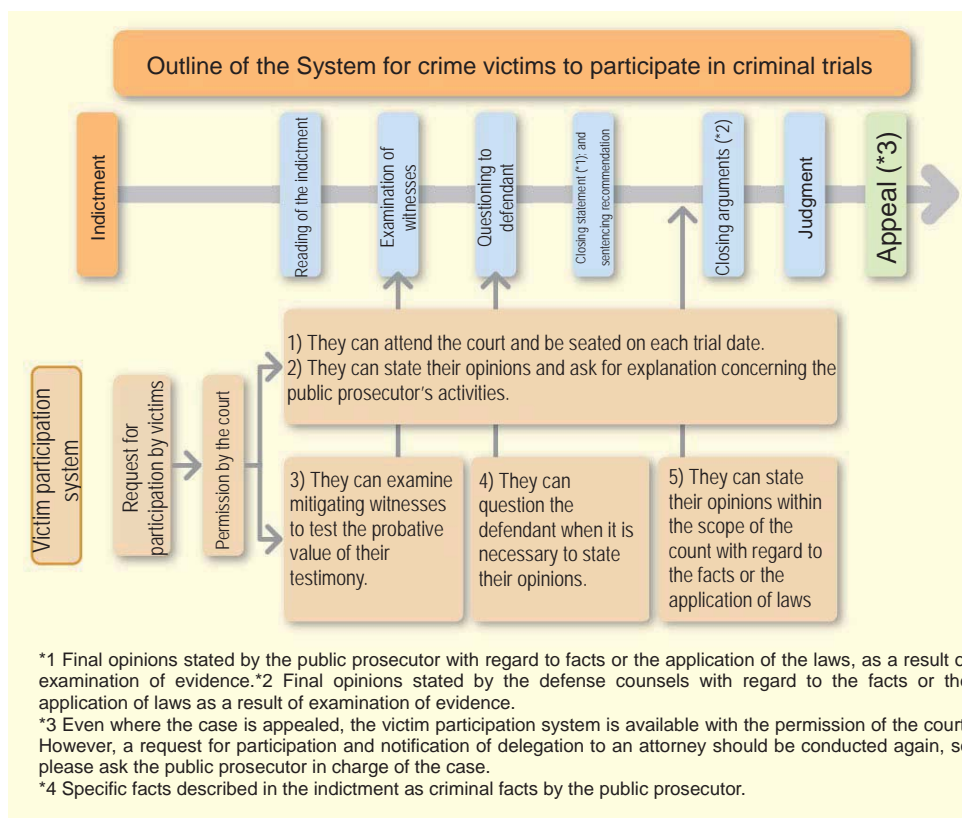 Outline of the System for crime victims to participate in criminal trials
Indictment
Reading of the indictment
Examination of
witnesses
Questioning to
defendant
Closing statement (*1): and
sentencing recommendation
Closing arguments (*2)
Judgment
Appeal (*3)
Victim participation
system
Request for
participation by victims
Permission by the court
1) They can attend the court and be seated on each trial date.
2) They can state their opinions and ask for explanation concerning the
public prosecutor's activities.
3) They can examine
mitigating witnesses
to test the probative
value of their
testimony.
4) They can
question the
defendant when it is
necessary to state
their opinions.
5) They can state
their opinions within
the scope of the
count with regard to
the facts or the
application of laws
*1 Final opinions stated by the public prosecutor with regard to facts or the application of the laws, as a result
examination of evidence.*2 Final opinions stated by the defense counsels with regard to the facts or
application of laws as a result of examination of evidence.
*3 Even where the case is appealed, the victim participation system is available with the permission of the court
However, a request for participation and notification of delegation to an attorney should be conducted again,
please ask the public prosecutor in charge of the case.
*4 Specific facts described in the indictment as criminal facts by the public prosecutor.